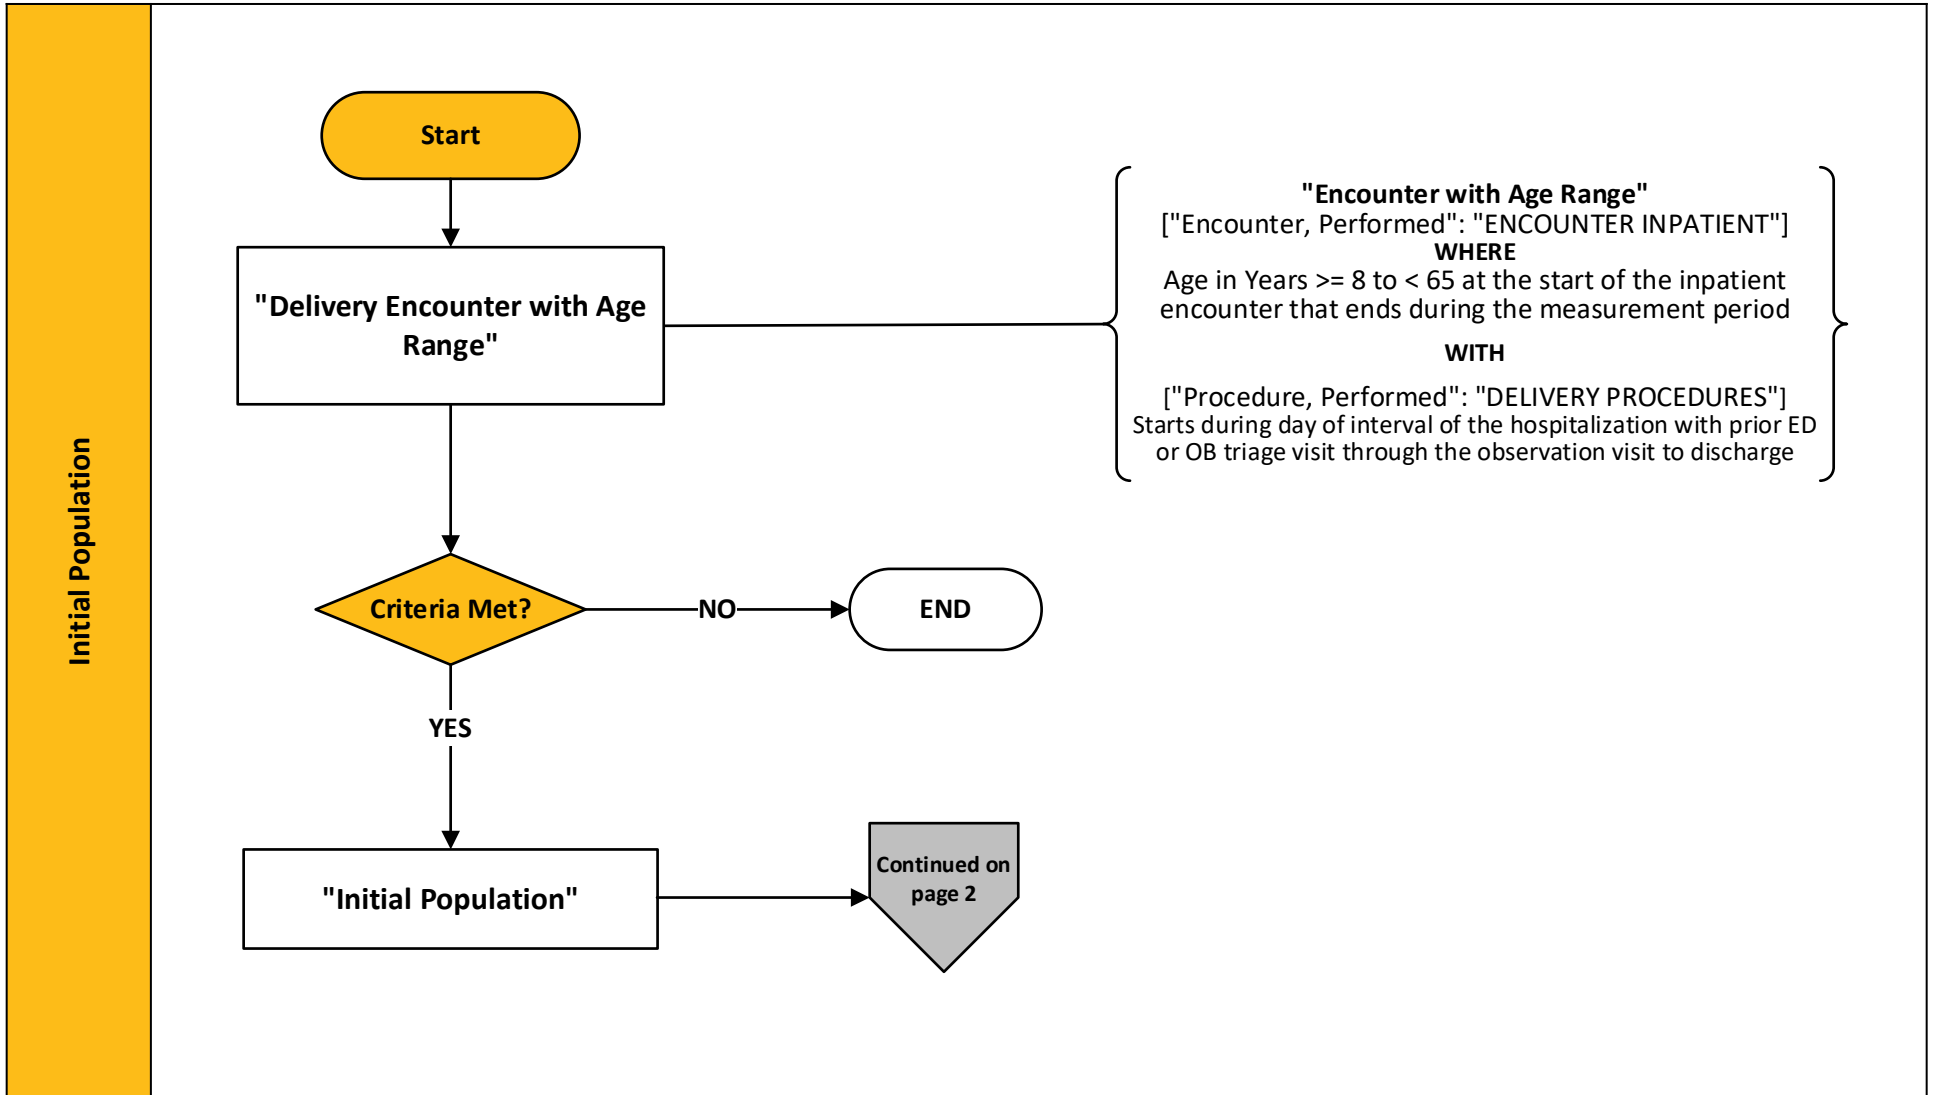 Initial Population
Start
"Delivery Encounter with Age
Range"
"Encounter with Age Range"
["Encounter, Performed": "ENCOUNTER INPATIENT"]
WHERE
Age in Years >= 8 to < 65 at the start of the inpatient
encounter that ends during the measurement period
WITH
["Procedure, Performed": "DELIVERY PROCEDURES"]
Starts during day of interval of the hospitalization with prior ED
or OB triage visit through the observation visit to discharge
Criteria Met?
NO
END
YES
"Initial Population"
Continued on
page 2